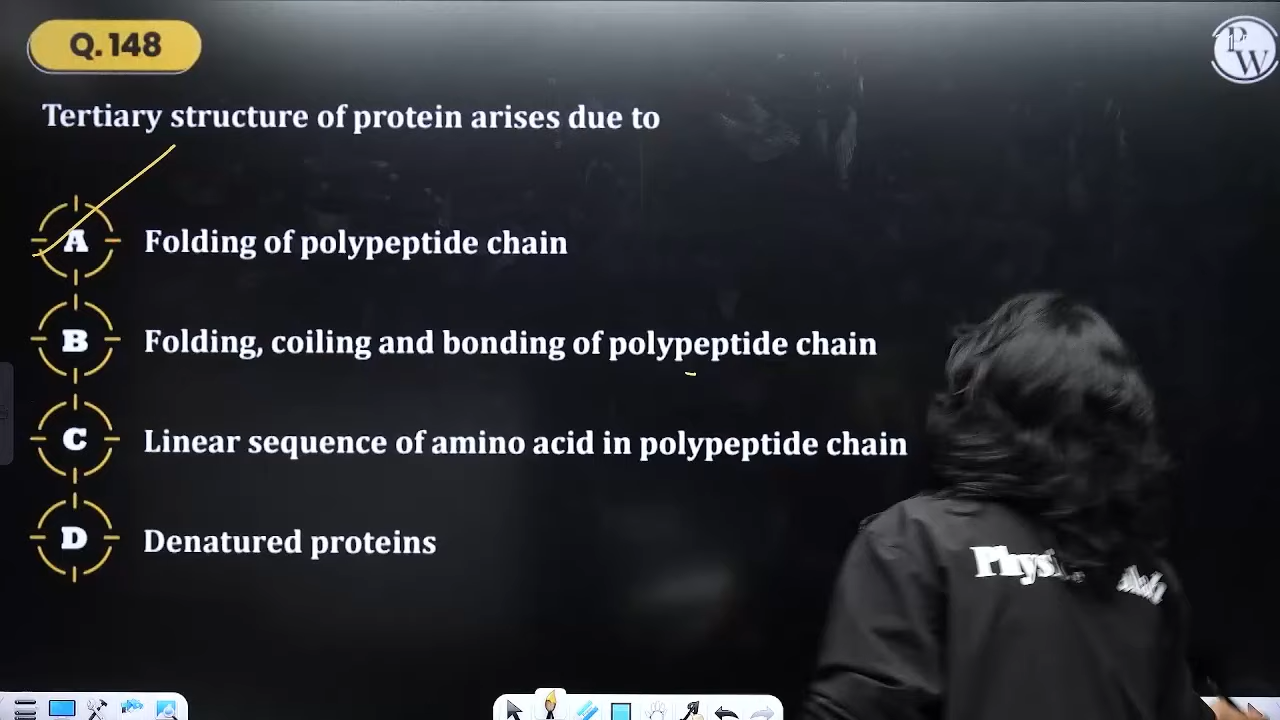 Q. 148
PW
Tertiary structure of protein arises due to
A Folding of polypeptide chain
B Folding, coiling and bonding of polypeptide chain
C Linear sequence of amino acid in polypeptide chain
D Denatured proteins